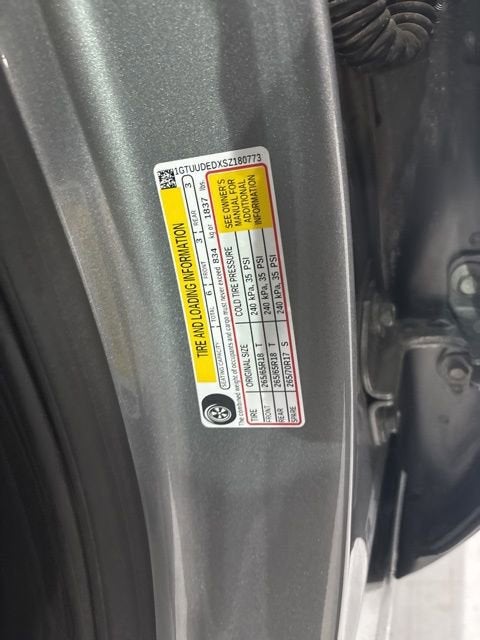 1GTUUDEDXSZ180773
TIRE AND LOADING INFORMATION
SEATING CAPACITY TOTAL 6 FRONT 3 REAR 3
The combined weight of occupants and cargo must never exceed 834 kg or 1837 lbs.
TIRE ORIGINAL SIZE COLD TIRE PRESSURE
FRONT 265/65R18 T 240 kPa, 35 PSI
REAR 265/65R18 T 240 kPa, 35 PSI
SPARE 265/70R17 S 240 kPa, 35 PSI
SEE OWNER'S
MANUAL FOR
ADDITIONAL
INFORMATION